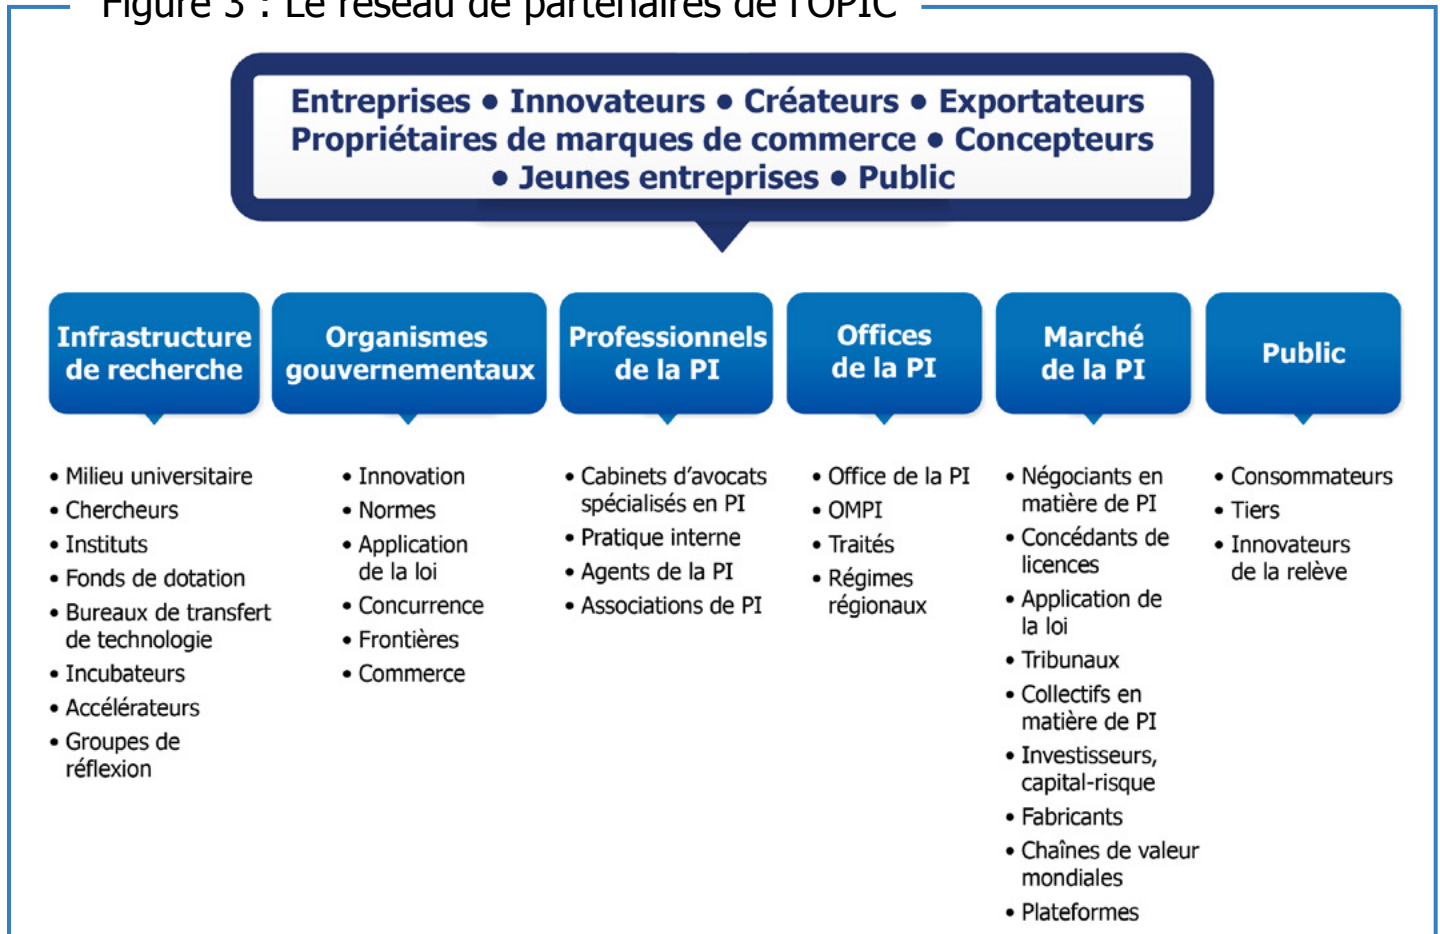 Figure 3 : Le réseau de partenaires de l'OPIC
Entreprises • Innovateurs • Créateurs • Exportateurs
Propriétaires de marques de commerce • Concepteurs
• Jeunes entreprises • Public
Infrastructure
de recherche
• Milieu universitaire
• Chercheurs
• Instituts
• Fonds de dotation
• Bureaux de transfert
de technologie
• Incubateurs
• Accélérateurs
• Groupes de
réflexion
Organismes
gouvernementaux
• Innovation
• Normes
• Application
de la loi
• Concurrence
• Frontières
• Commerce
Professionnels
de la PI
• Cabinets d’avocats
spécialisés en PI
• Pratique interne
• Agents de la PI
• Associations de PI
Offices
de la PI
• Office de la PI
• OMPI
• Traités
• Régimes
régionaux
Marché
de la PI
• Négociants en
matière de PI
• Concédants de
licences
• Application de
la loi
• Tribunaux
• Collectifs en
matière de PI
• Investisseurs,
capital-risque
• Fabricants
• Chaînes de valeur
mondiales
• Plateformes
Public
• Consommateurs
• Tiers
• Innovateurs
de la relève